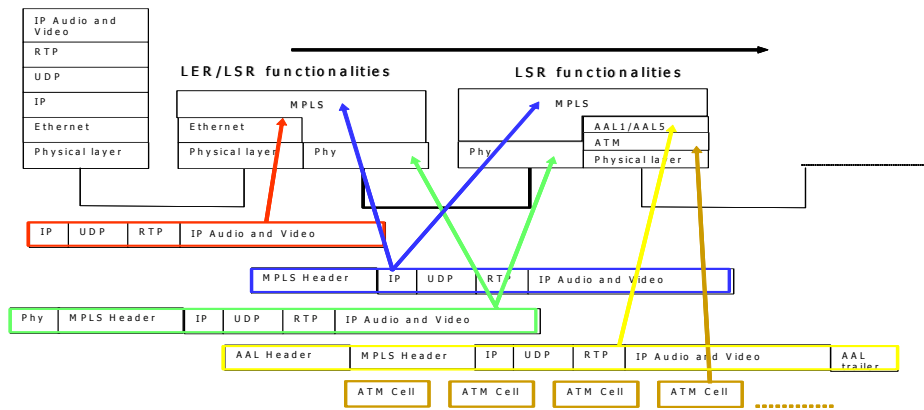 IP Audio and
Video
RTP
UDP
IP
Ethernet
Physical layer
LER/LSR functionalities
MPLS
Ethernet
Physical layer
Phy
LSR functionalities
MPLS
AAL1/AAL5
ATM
Phy
Physical layer
IP UDP RTP IP Audio and Video
MPLS Header IP UDP RTP IP Audio and Video
Phy MPLS Header IP UDP RTP IP Audio and Video
AAL Header MPLS Header IP UDP RTP IP Audio and Video AAL
trailer
ATM Cell ATM Cell ATM Cell ATM Cell